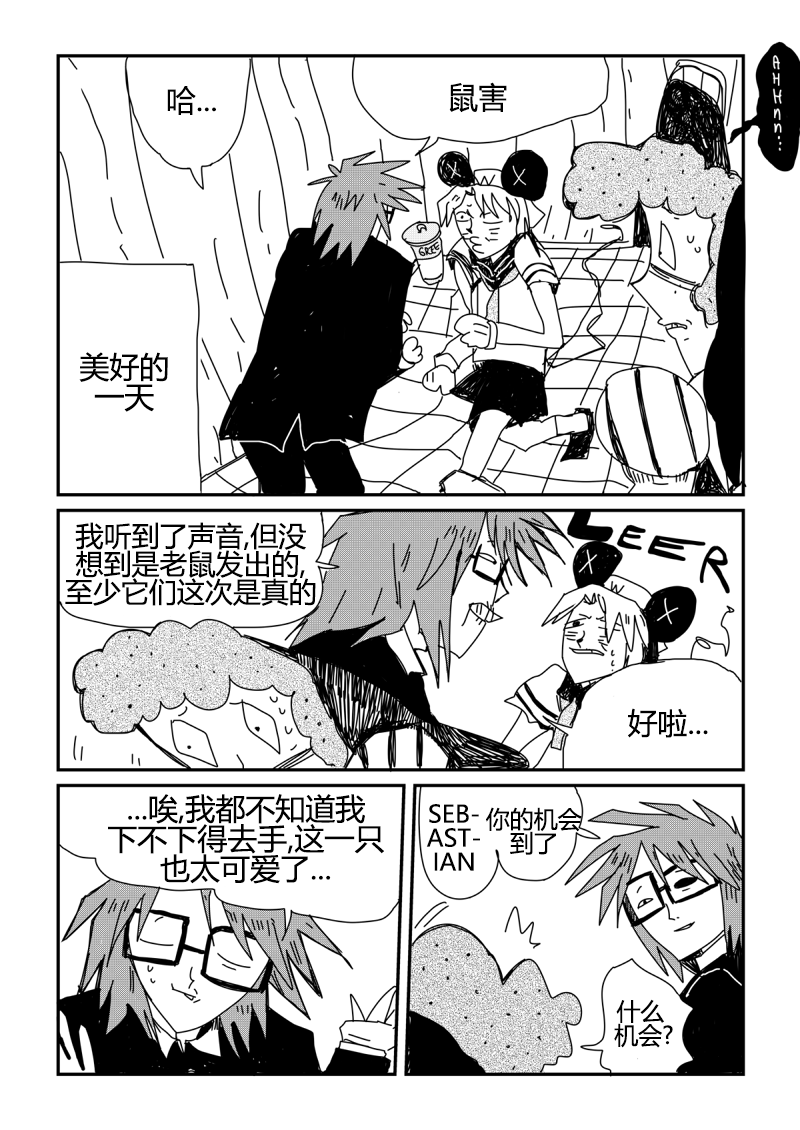 哈...
鼠害
AHHnn...
GREE
美好的
一天
我听到了声音,但没
想到是老鼠发出的,
至少它们这次是真的
LEER
好啦...
...唉,我都不知道我
下不下得去手,这一只
也太可爱了...
SEB-
AST-
IAN
你的机会
到了
什么
机会?